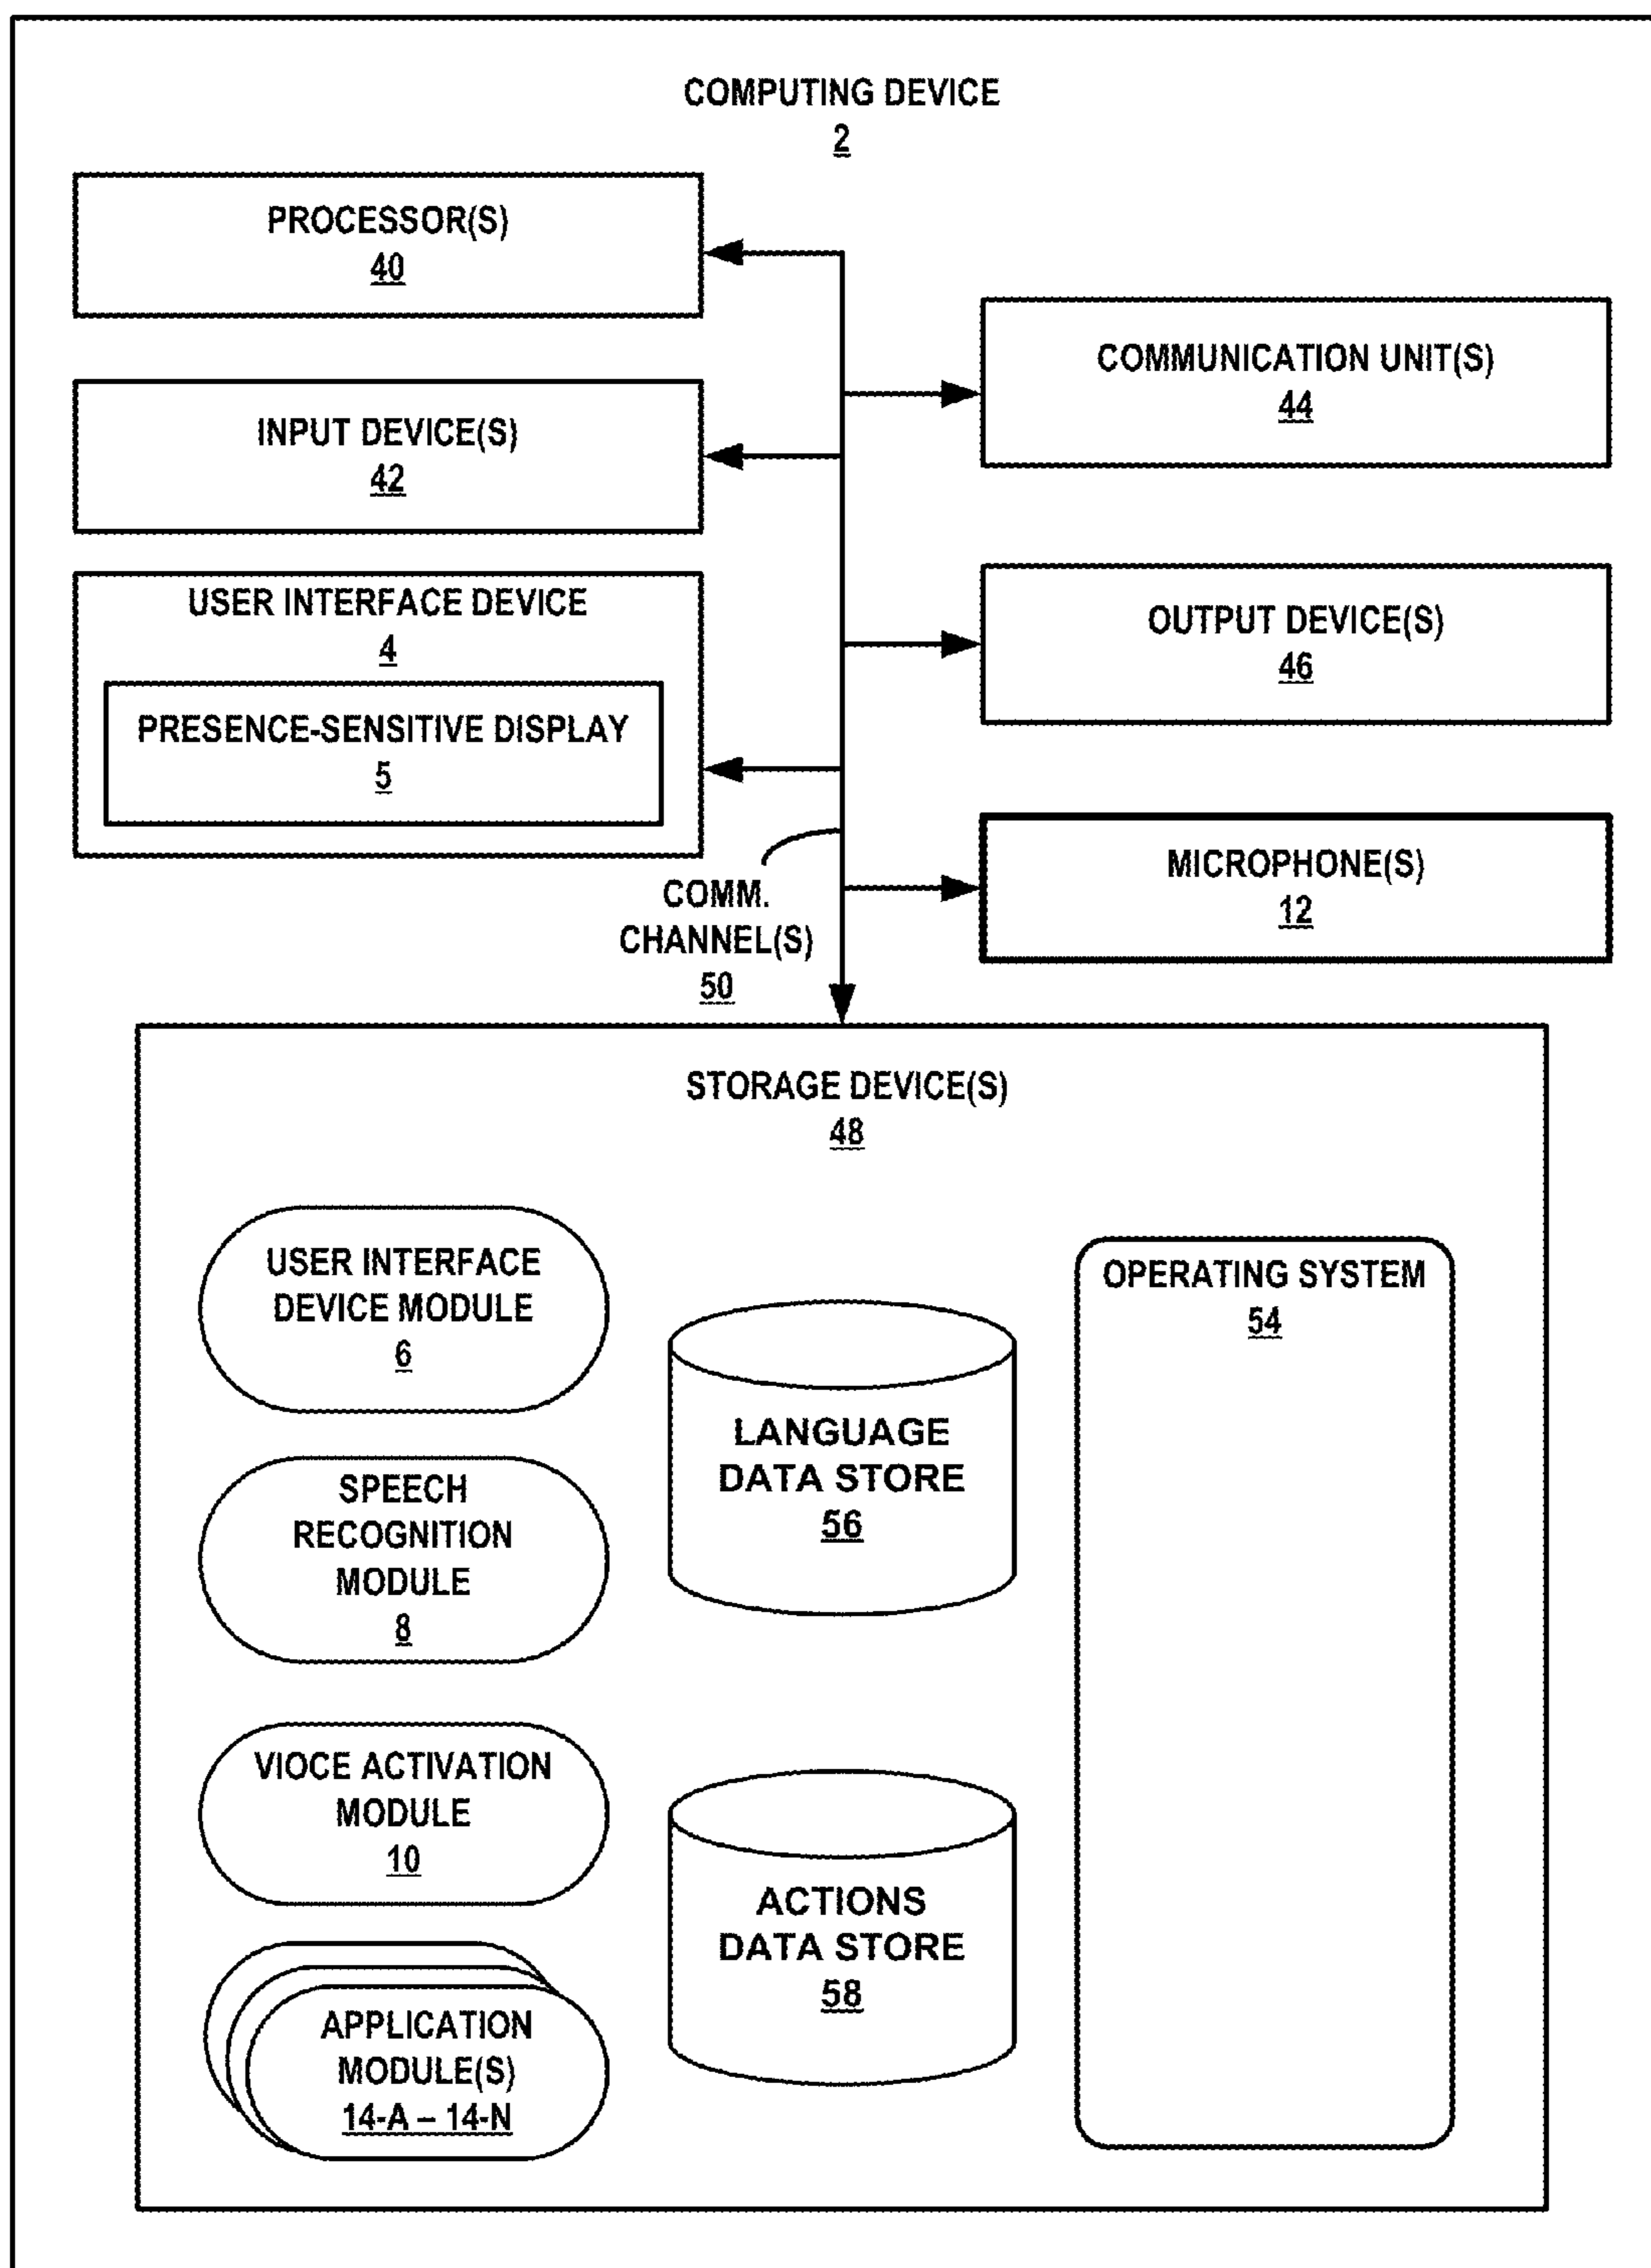 COMPUTING DEVICE
2
PROCESSOR(S)
40
COMMUNICATION UNIT(S)
44
INPUT DEVICE(S)
42
USER INTERFACE DEVICE
4
PRESENCE-SENSITIVE DISPLAY
5
OUTPUT DEVICE(S)
46
MICROPHONE(S)
12
COMM.
CHANNEL(S)
50
STORAGE DEVICE(S)
48
USER INTERFACE
DEVICE MODULE
6
SPEECH
RECOGNITION
MODULE
8
VIOCE ACTIVATION
MODULE
10
APPLICATION
MODULE(S)
14-A – 14-N
LANGUAGE
DATA STORE
56
ACTIONS
DATA STORE
58
OPERATING SYSTEM
54